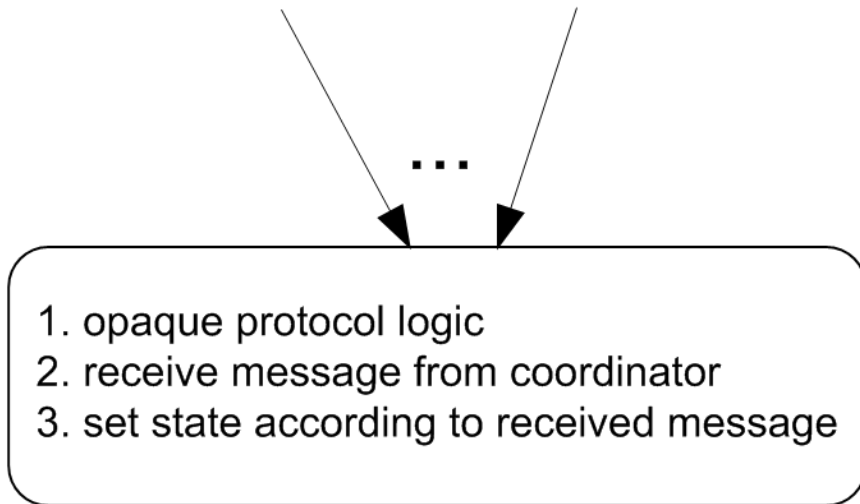 ...
1. opaque protocol logic
2. receive message from coordinator
3. set state according to received message